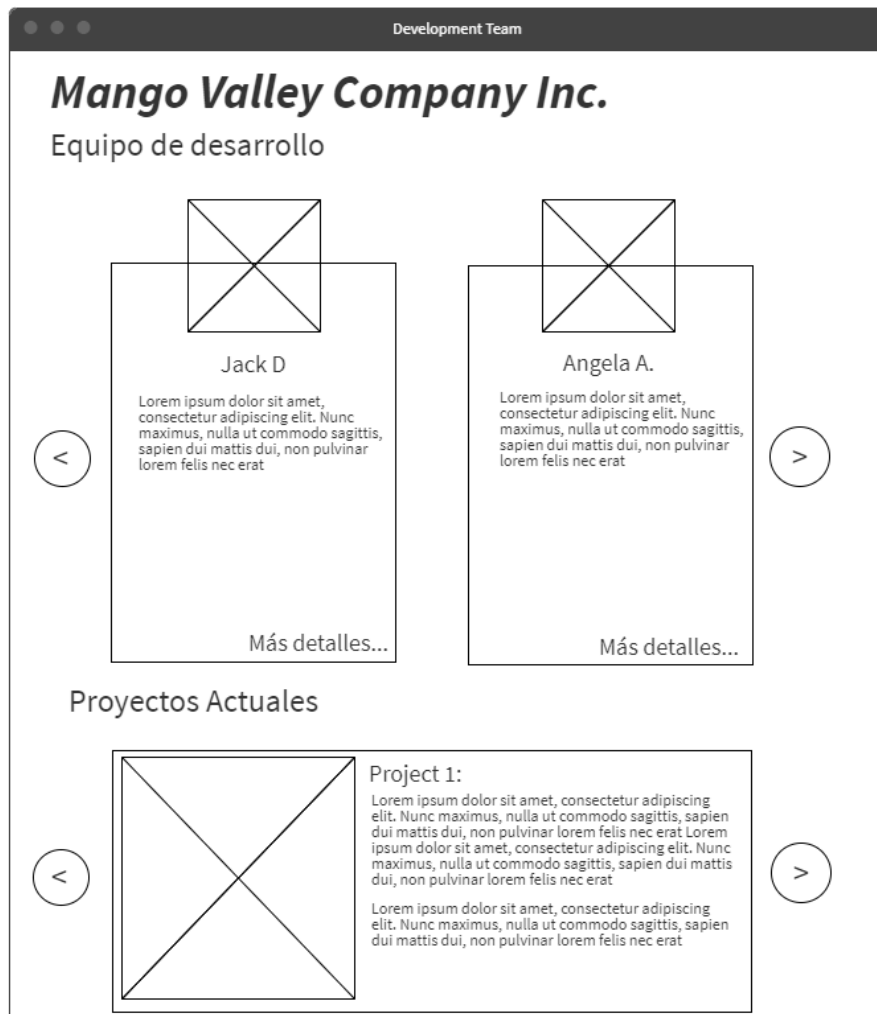 Development Team
Mango Valley Company Inc.
Equipo de desarrollo
Jack D
Lorem ipsum dolor sit amet,
consectetur adipiscing elit. Nunc
maximus, nulla ut commodo sagittis,
sapien dui mattis dui, non pulvinar
lorem felis nec erat
Más detalles...
Angela A.
Lorem ipsum dolor sit amet,
consectetur adipiscing elit. Nunc
maximus, nulla ut commodo sagittis,
sapien dui mattis dui, non pulvinar
lorem felis nec erat
Más detalles...
<
>
Proyectos Actuales
Project 1:
Lorem ipsum dolor sit amet, consectetur adipiscing
elit. Nunc maximus, nulla ut commodo sagittis, sapien
dui mattis dui, non pulvinar lorem felis nec erat Lorem
ipsum dolor sit amet, consectetur adipiscing elit. Nunc
maximus, nulla ut commodo sagittis, sapien dui mattis
dui, non pulvinar lorem felis nec erat
Lorem ipsum dolor sit amet, consectetur adipiscing
elit. Nunc maximus, nulla ut commodo sagittis, sapien
dui mattis dui, non pulvinar lorem felis nec erat
<
>